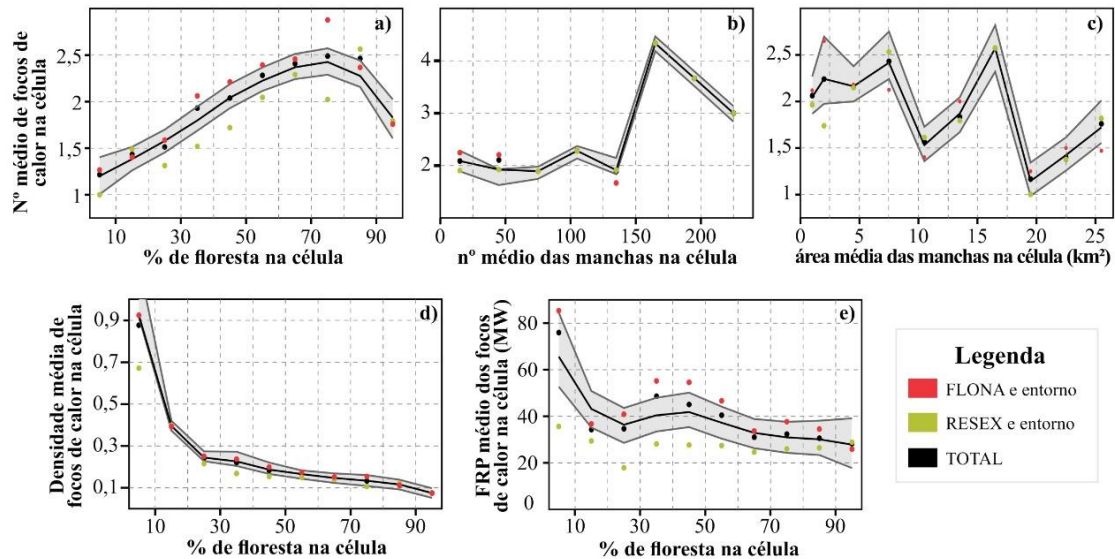 Nº médio de focos de
calor na célula
a)
2,5
2
1,5
1
10
30
50
70
90
% de floresta na célula
b)
4
3
2
0
50
100
150
200
nº médio das manchas na célula
c)
2,5
2
1,5
1
0
5
10
15
20
25
área média das manchas na célula (km²)
Densidade média de
focos de calor na célula
d)
0,9
0,7
0,5
0,3
0,1
10
30
50
70
90
% de floresta na célula
FRP médio dos focos
de calor na célula (MW)
e)
80
60
40
20
0
10
30
50
70
90
% de floresta na célula
Legenda
FLONA e entorno
RESEX e entorno
TOTAL